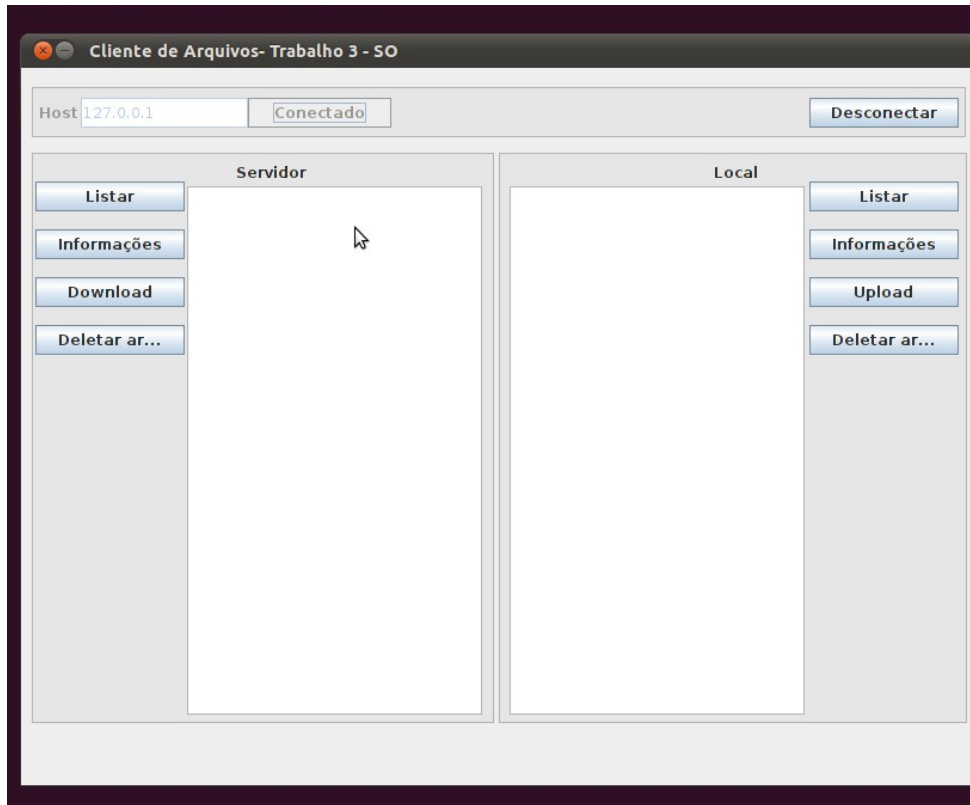 Cliente de Arquivos- Trabalho 3 - SO
Host 127.0.0.1 Conectado Desconectar
Servidor
Listar
Informações
Download
Deletar ar...
Local
Listar
Informações
Upload
Deletar ar...